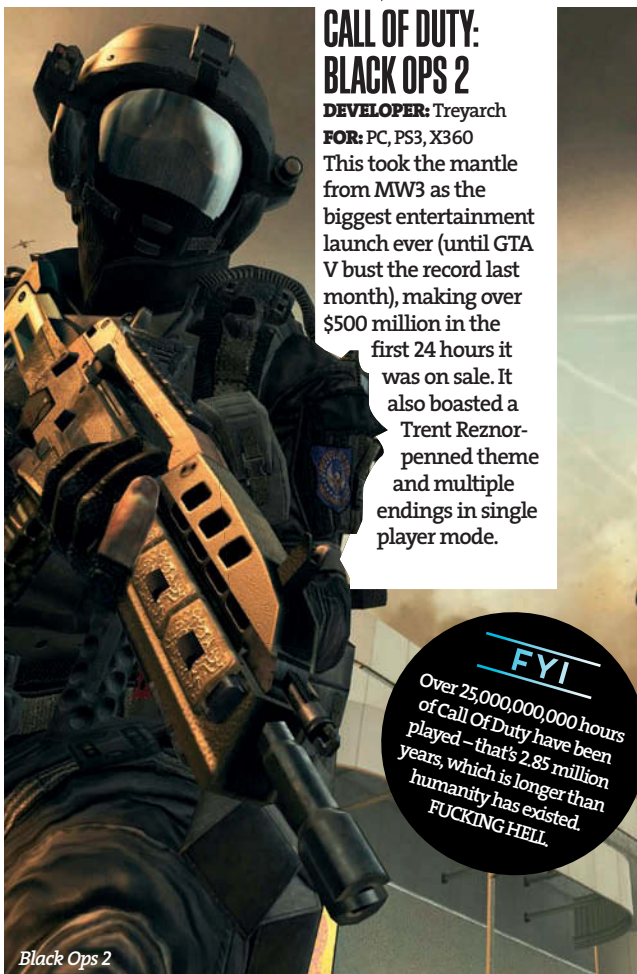 CALL OF DUTY:
BLACK OPS 2
DEVELOPER: Treyarch
FOR: PC, PS3, X360
This took the mantle
from MW3 as the
biggest entertainment
launch ever (until GTA
V bust the record last
month), making over
$500 million in the
first 24 hours it
was on sale. It
also boasted a
Trent Reznor-
penned theme
and multiple
endings in single
player mode.
FYI
Over 25,000,000,000 hours
of Call Of Duty have been
played – that's 2.85 million
years, which is longer than
humanity has existed.
FUCKING HELL.
Black Ops 2